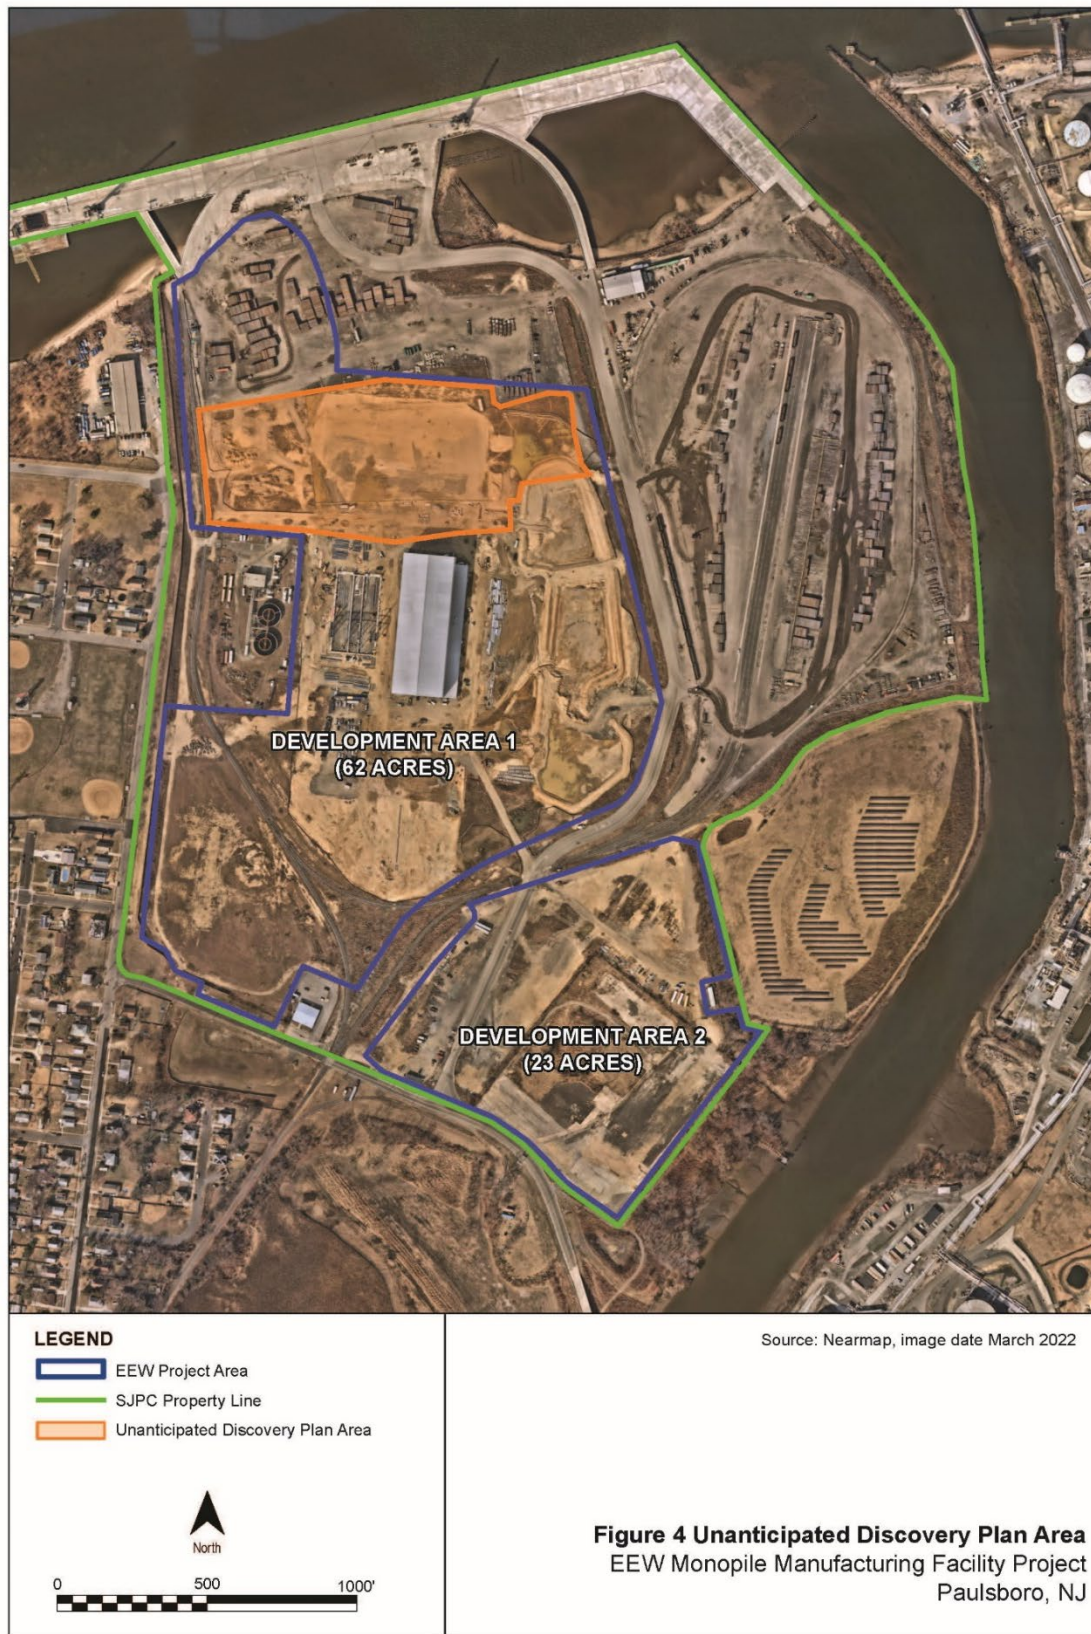 DEVELOPMENT AREA 1
(62 ACRES)
DEVELOPMENT AREA 2
(23 ACRES)
LEGEND
EEW Project Area
SJPC Property Line
Unanticipated Discovery Plan Area
North
0 500 1000'
Source: Nearmap, image date March 2022
Figure 4 Unanticipated Discovery Plan Area
EEW Monopile Manufacturing Facility Project
Paulsboro, NJ